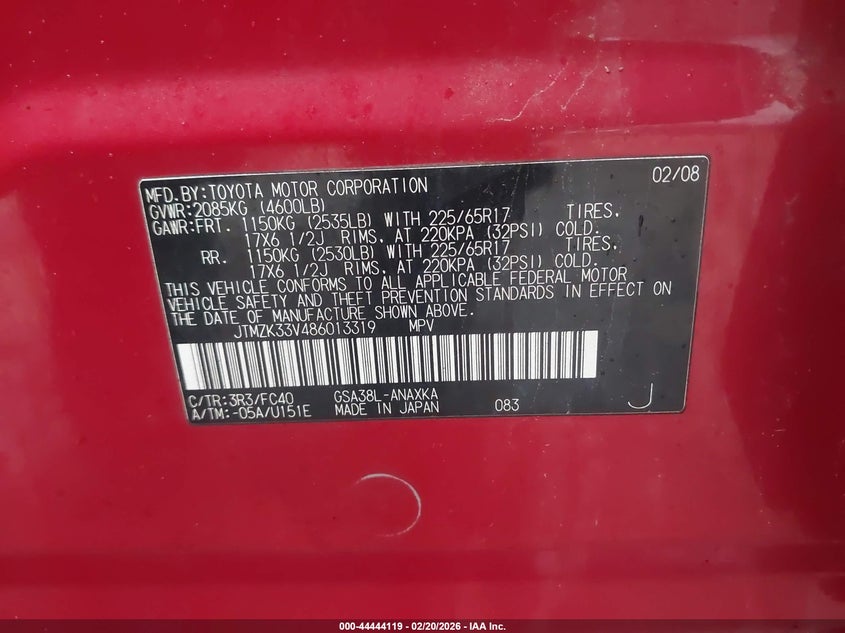 MFD.BY:TOYOTA MOTOR CORPORATION 02/08
GVWR:2085KG (4600LB)
GAWR:FRT. 1150KG (2535LB) WITH 225/65R17 TIRES,
17X6 1/2J RIMS, AT 220KPA (32PSI) COLD.
RR. 1150KG (2530LB) WITH 225/65R17 TIRES,
17X6 1/2J RIMS, AT 220KPA (32PSI) COLD.
THIS VEHICLE CONFORMS TO ALL APPLICABLE FEDERAL MOTOR
VEHICLE SAFETY AND THEFT PREVENTION STANDARDS IN EFFECT ON
THE DATE OF MANUFACTURE SHOWN ABOVE.
JTMZK33V486013319 MPV
C/TR:3R3/FC40 GSA38L-ANAXKA
A/TM:-05A/U151E MADE IN JAPAN 083 J
000-44444119 - 02/20/2026 - IAA Inc.